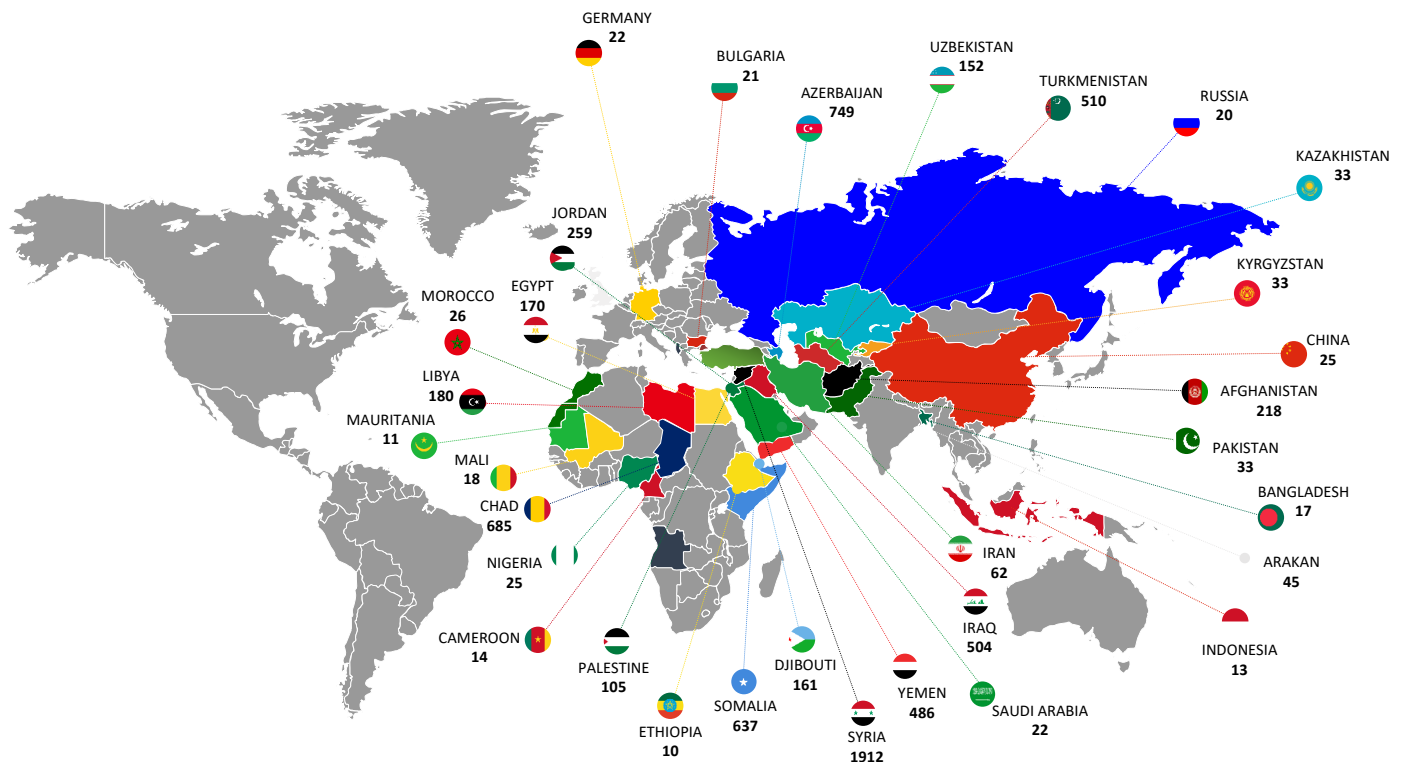 GERMANY
22
BULGARIA
21
UZBEKISTAN
152
AZERBAIJAN
749
TURKMENISTAN
510
RUSSIA
20
KAZAKHISTAN
33
JORDAN
259
KYRGYZSTAN
33
EGYPT
170
MOROCCO
26
CHINA
25
LIBYA
180
AFGHANISTAN
218
MAURITANIA
11
PAKISTAN
33
MALI
18
BANGLADESH
17
CHAD
685
ARAKAN
45
NIGERIA
25
IRAN
62
IRAQ
504
CAMEROON
14
INDONESIA
13
PALESTINE
105
DJIBOUTI
161
YEMEN
486
SAUDI ARABIA
22
SOMALIA
637
ETHIOPIA
10
SYRIA
1912